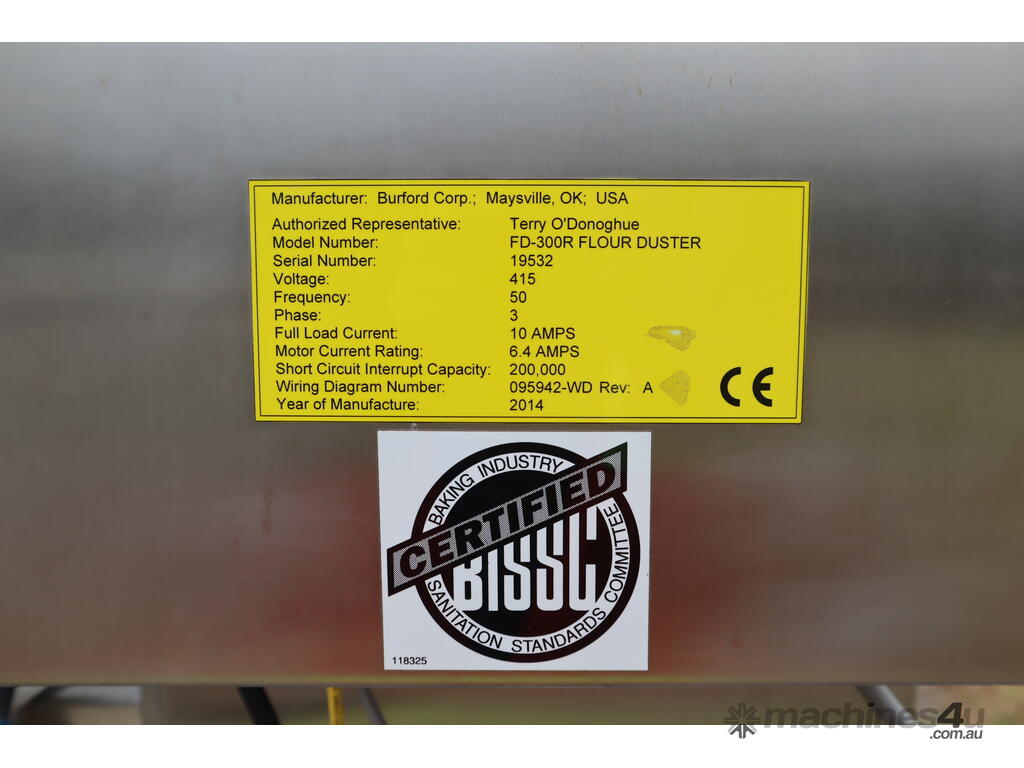 Manufacturer: Burford Corp.; Maysville, OK; USA
Authorized Representative: Terry O'Donoghue
Model Number: FD-300R FLOUR DUSTER
Serial Number: 19532
Voltage: 415
Frequency: 50
Phase: 3
Full Load Current: 10 AMPS
Motor Current Rating: 6.4 AMPS
Short Circuit Interrupt Capacity: 200,000
Wiring Diagram Number: 095942-WD Rev: A
Year of Manufacture: 2014
CE
BAKING INDUSTRY
CERTIFIED
BISSC
SANITATION STANDARDS COMMITTEE
118325
machines4u
.com.au